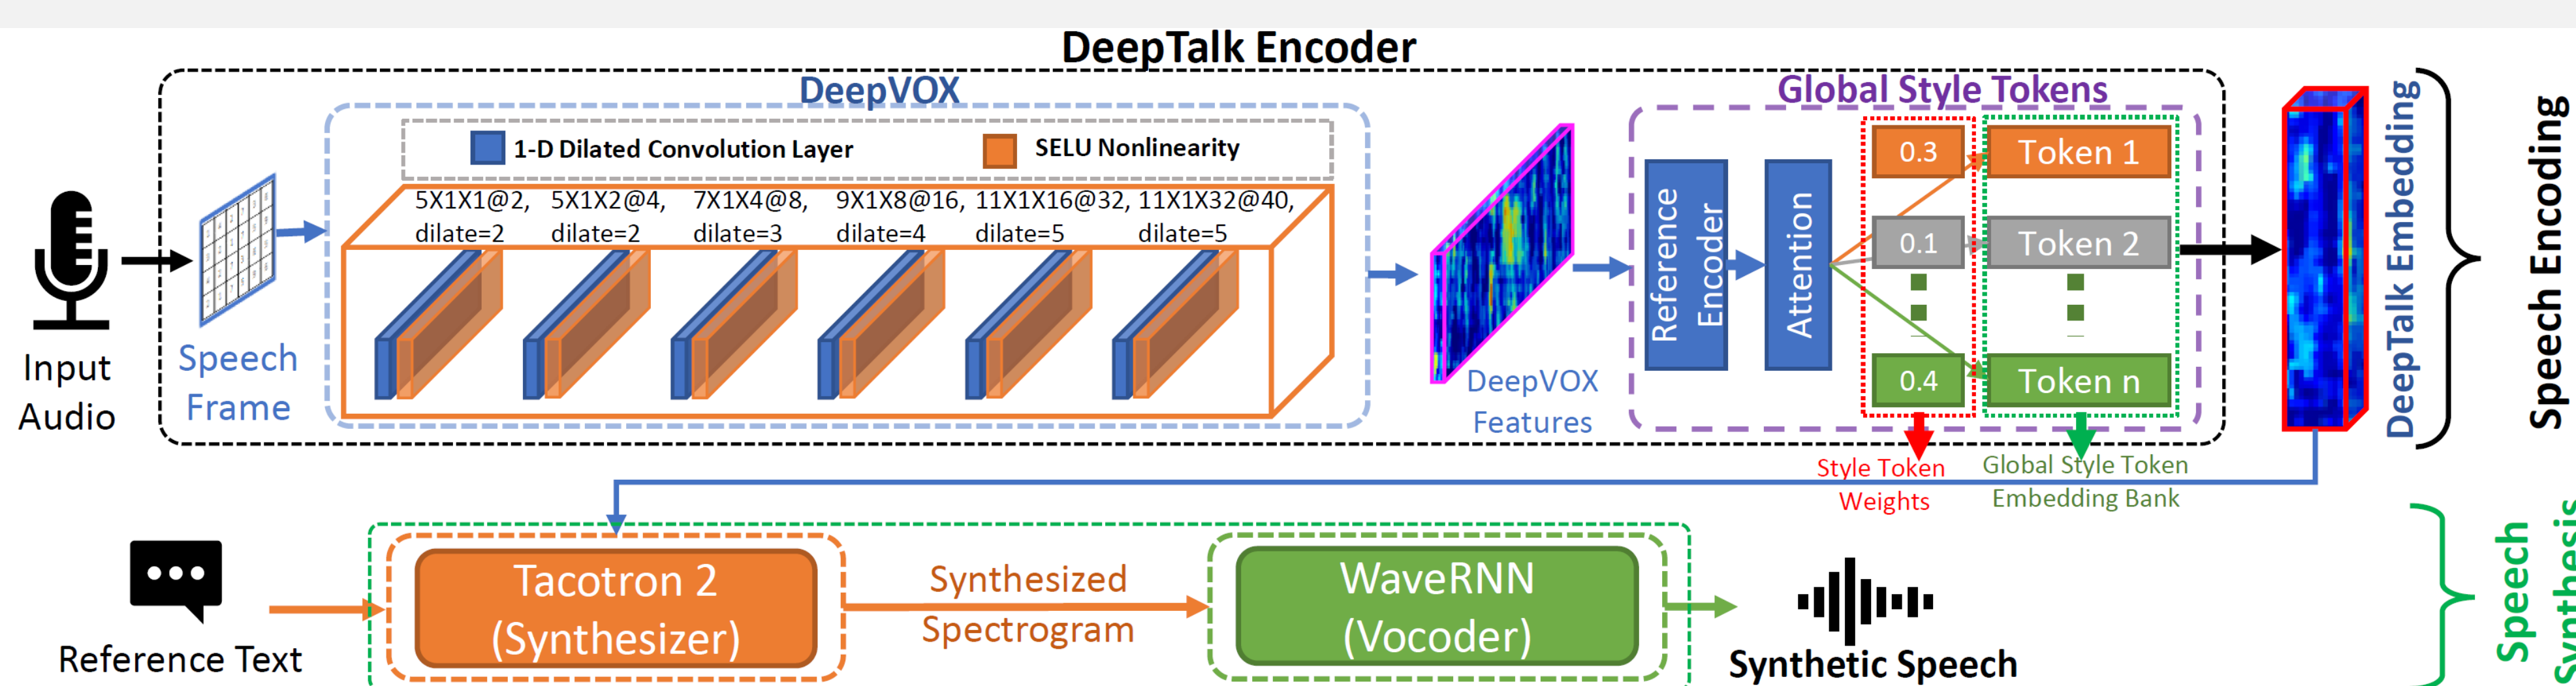 DeepTalk Encoder
DeepVOX
Global Style Tokens
1-D Dilated Convolution Layer
SELU Nonlinearity
5X1X1@2,
dilate=2
5X1X2@4,
dilate=2
7X1X4@8,
dilate=3
9X1X8@16,
dilate=4
11X1X16@32,
dilate=5
11X1X32@40,
dilate=5
Input
Audio
Speech
Frame
DeepVOX
Features
Reference
Encoder
Attention
0.3
Token 1
0.1
Token 2
0.4
Token n
Style Token
Weights
Global Style Token
Embedding Bank
DeepTalk Embedding
Speech Encoding
Reference Text
Tacotron 2
(Synthesizer)
Synthesized
Spectrogram
WaveRNN
(Vocoder)
Synthetic Speech
Speech
Synthesis